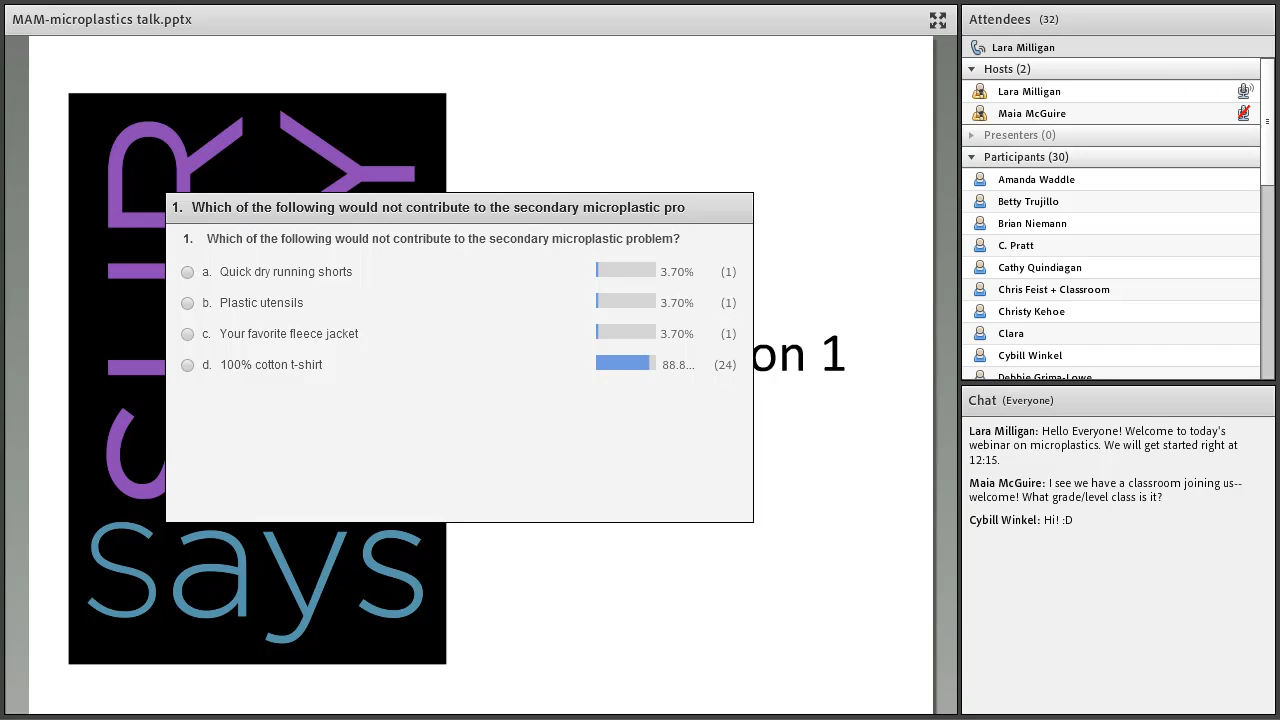 MAM-microplastics talk.pptx
says
on 1
1. Which of the following would not contribute to the secondary microplastic pro
1. Which of the following would not contribute to the secondary microplastic problem?
a. Quick dry running shorts 3.70% (1)
b. Plastic utensils 3.70% (1)
c. Your favorite fleece jacket 3.70% (1)
d. 100% cotton t-shirt 88.8... (24)
Attendees (32)
Lara Milligan
Hosts (2)
Lara Milligan
Maia McGuire
Presenters (0)
Participants (30)
Amanda Waddle
Betty Trujillo
Brian Niemann
C. Pratt
Cathy Quindiagan
Chris Feist + Classroom
Christy Kehoe
Clara
Cybill Winkel
Debbie Grima-Lowe
Chat (Everyone)
Lara Milligan: Hello Everyone! Welcome to today's
webinar on microplastics. We will get started right at
12:15.
Maia McGuire: I see we have a classroom joining us--
welcome! What grade/level class is it?
Cybill Winkel: Hi! :D